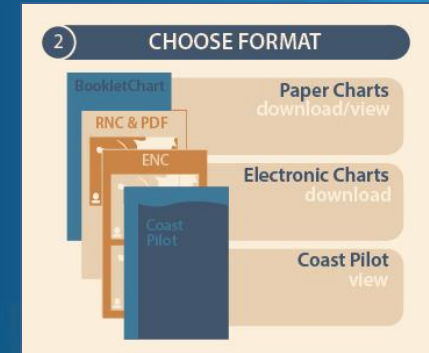 2 CHOOSE FORMAT
BookletChart
RNC & PDF
ENC
Coast
Pilot
Paper Charts
download/view
Electronic Charts
download
Coast Pilot
view